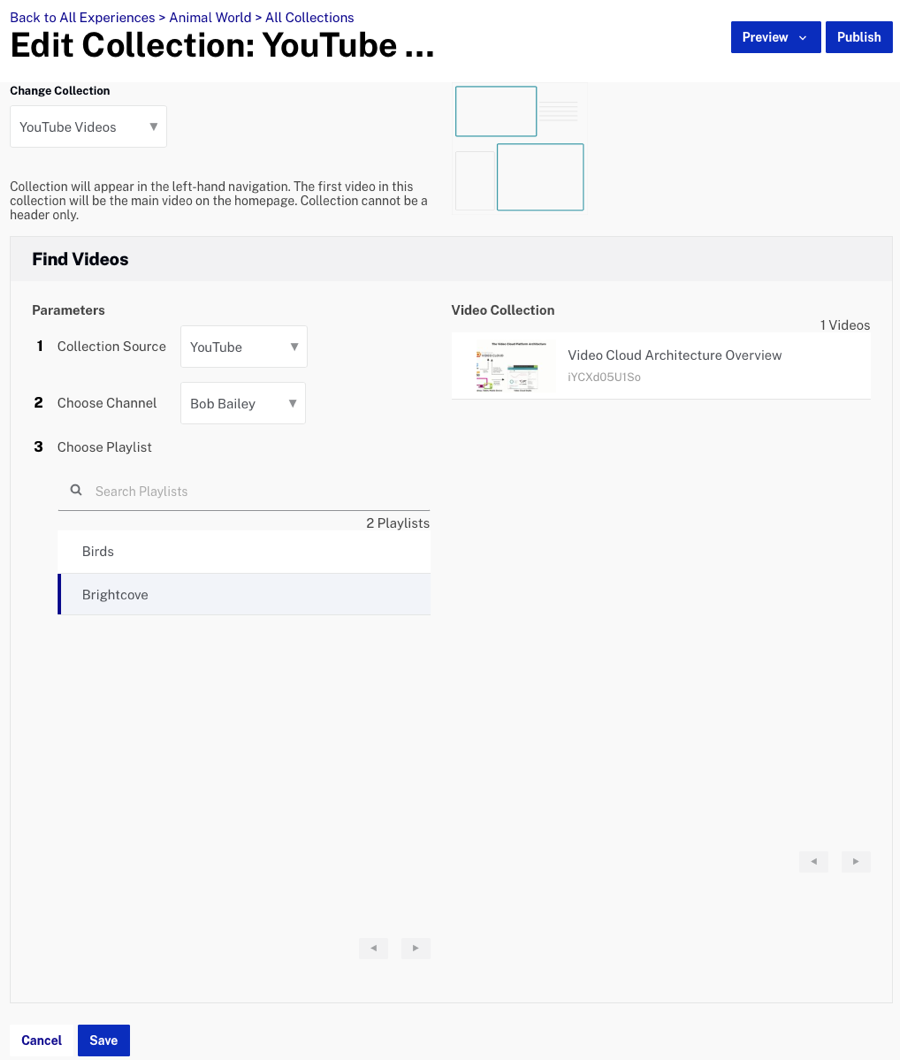 Back to All Experiences > Animal World > All Collections
Edit Collection: YouTube ...
Preview
Publish
Change Collection
YouTube Videos
Collection will appear in the left-hand navigation. The first video in this
collection will be the main video on the homepage. Collection cannot be a
header only.
Find Videos
Parameters
1 Collection Source YouTube
2 Choose Channel Bob Bailey
3 Choose Playlist
Search Playlists
2 Playlists
Birds
Brightcove
Video Collection
1 Videos
Video Cloud Architecture Overview
iYCXd05U1So
Cancel
Save